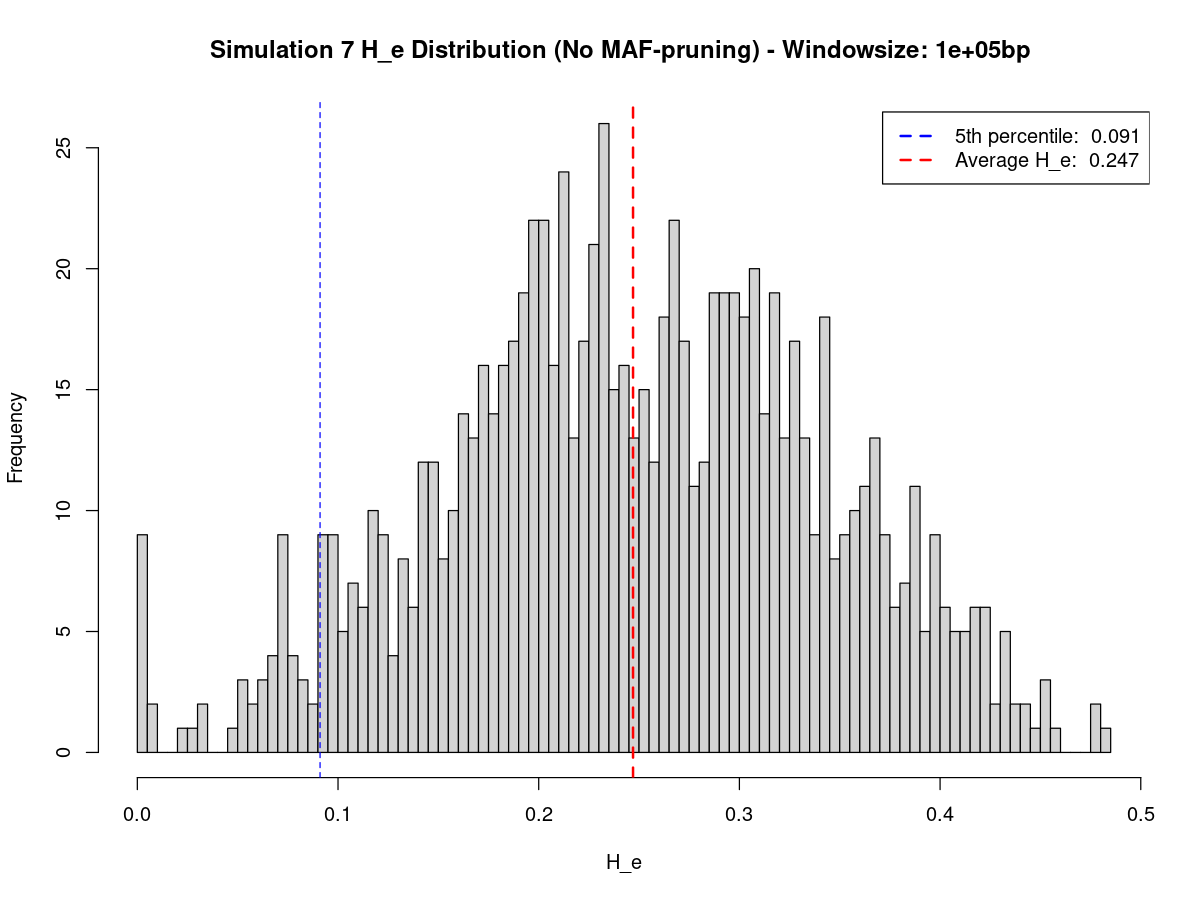 Simulation 7 H_e Distribution (No MAF-pruning) - Windowsize: 1e+05bp
5th percentile: 0.091
Average H_e: 0.247
Frequency
25
20
15
10
5
0
0.0 0.1 0.2 0.3 0.4 0.5
H_e